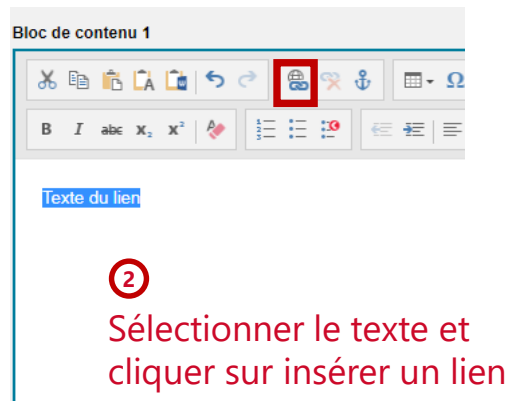 Bloc de contenu 1
B I abc x₂ x²
Texte du lien
2
Sélectionner le texte et
cliquer sur insérer un lien